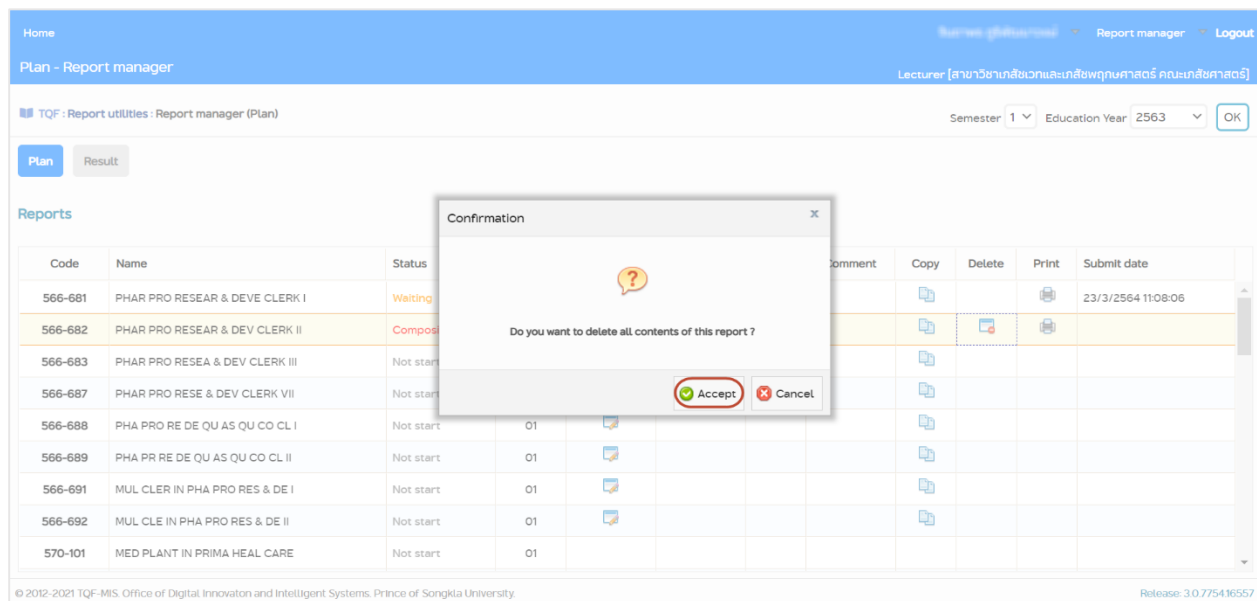 Home
Report manager
Logout
Plan - Report manager
Lecturer [สาขาวิชาเภสัชเวทและเภสัชพฤกษศาสตร์ คณะเภสัชศาสตร์]
TQF : Report utilities : Report manager (Plan)
Semester 1 Education Year 2563 OK
Plan Result
Reports
Confirmation
x
Do you want to delete all contents of this report ?
Accept Cancel
Code Name Status Comment Copy Delete Print Submit date
566-681 PHAR PRO RESEAR & DEVE CLERK I Waiting 23/3/2564 11:08:06
566-682 PHAR PRO RESEAR & DEV CLERK II Composi
566-683 PHAR PRO RESEA & DEV CLERK III Not start
566-687 PHAR PRO RESE & DEV CLERK VII Not start
566-688 PHA PRO RE DE QU AS QU CO CL I Not start 01
566-689 PHA PR RE DE QU AS QU CO CL II Not start 01
566-691 MUL CLER IN PHA PRO RES & DE I Not start 01
566-692 MUL CLE IN PHA PRO RES & DE II Not start 01
570-101 MED PLANT IN PRIMA HEAL CARE Not start 01
© 2012-2021 TQF-MIS. Office of Digital Innovaton and Intelligent Systems. Prince of Songkla University.
Release: 3.0.7754.16557